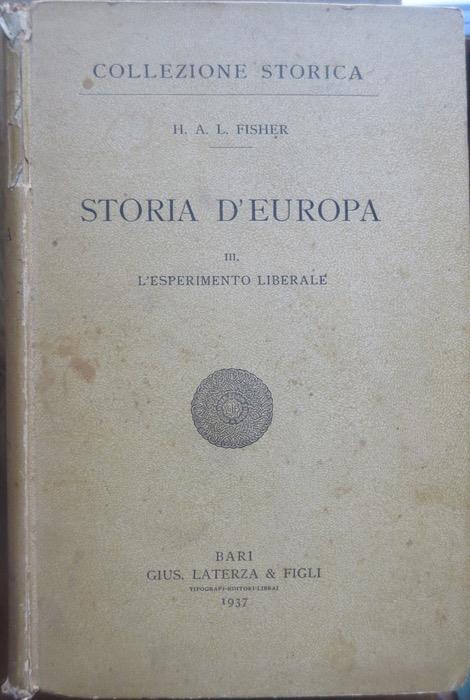 COLLEZIONE STORICA
H. A. L. FISHER
STORIA D'EUROPA
III.
L'ESPERIMENTO LIBERALE
BARI
GIUS. LATERZA & FIGLI
TIPOGRAFI-EDITORI-LIBRAI
1937